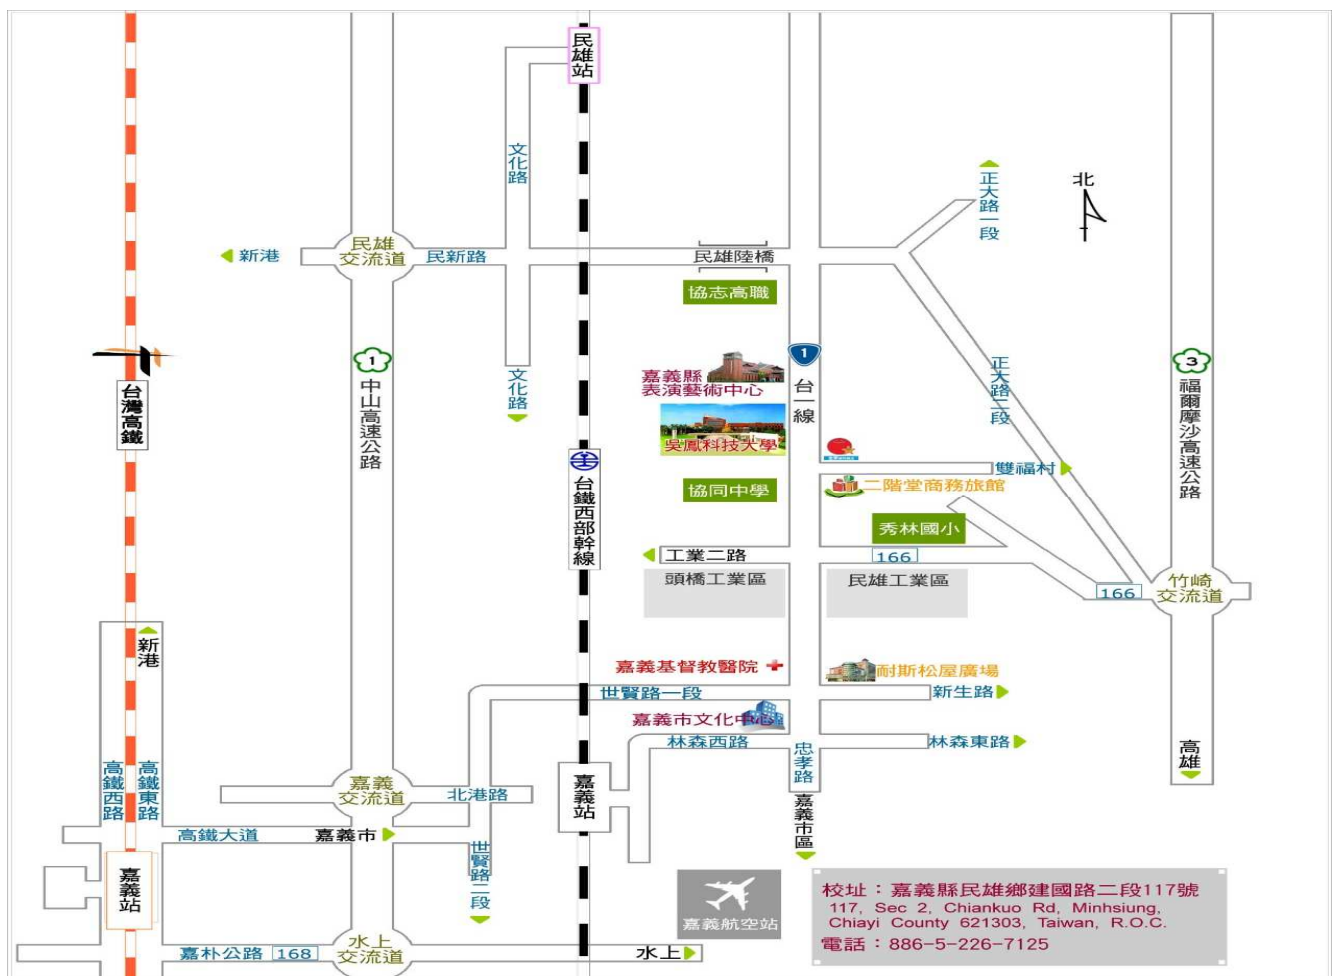 民雄站
文化路
正大路一段
北
新港
民雄
交流道
民新路
民雄陸橋
協志高職
1
中山高速公路
文化路
台灣高鐵
嘉義縣
表演藝術中心
吳鳳科技大學
協同中學
1
台一線
正大路二段
3
福爾摩沙高速公路
雙福村
二階堂商務旅館
秀林國小
台鐵西部幹線
工業二路
166
頭橋工業區
民雄工業區
166
竹崎
交流道
新港
嘉義基督教醫院
耐斯松屋廣場
世賢路一段
新生路
嘉義市文化中心
林森西路
忠孝路
林森東路
高雄
高鐵西路
高鐵東路
嘉義
交流道
北港路
嘉義站
嘉義市區
高鐵大道
嘉義市
世賢路二段
嘉義站
嘉義航空站
嘉朴公路 168
水上
交流道
水上
校址：嘉義縣民雄鄉建國路二段117號
117, Sec 2, Chiankuo Rd, Minhsiung,
Chiayi County 621303, Taiwan, R.O.C.
電話：886-5-226-7125